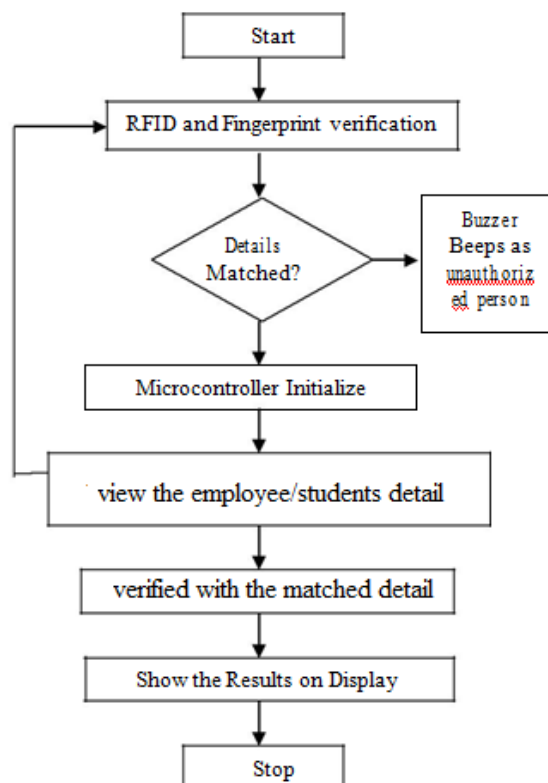 Start
RFID and Fingerprint verification
Details
Matched?
Buzzer
Beeps as
unauthoriz
ed person
Microcontroller Initialize
view the employee/students detail
verified with the matched detail
Show the Results on Display
Stop